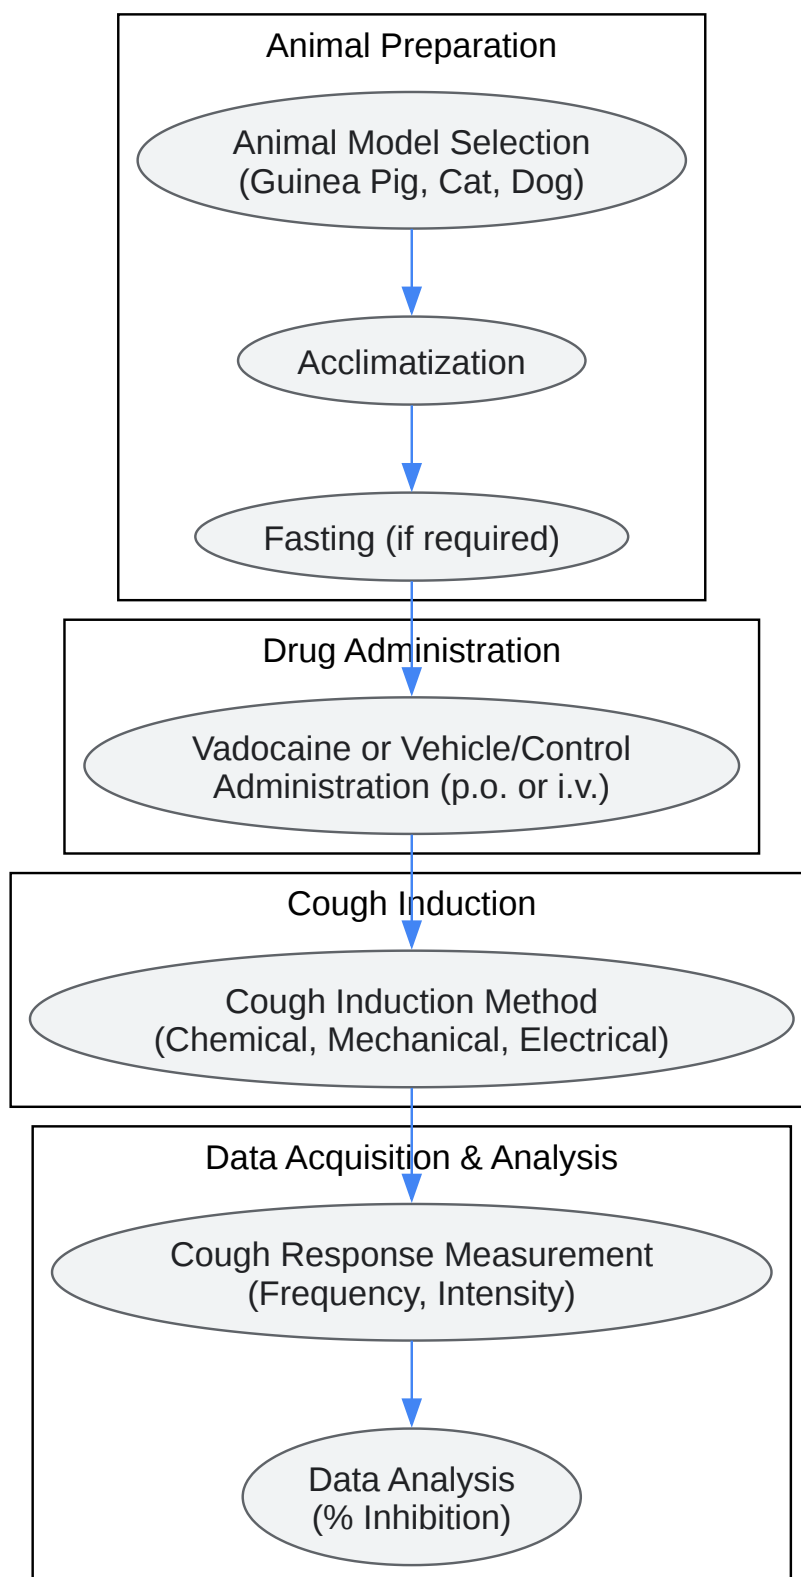 Animal Preparation
Animal Model Selection
(Guinea Pig, Cat, Dog)
Acclimatization
Fasting (if required)
Drug Administration
Vadocaine or Vehicle/Control
Administration (p.o. or i.v.)
Cough Induction
Cough Induction Method
(Chemical, Mechanical, Electrical)
Data Acquisition & Analysis
Cough Response Measurement
(Frequency, Intensity)
Data Analysis
(% Inhibition)